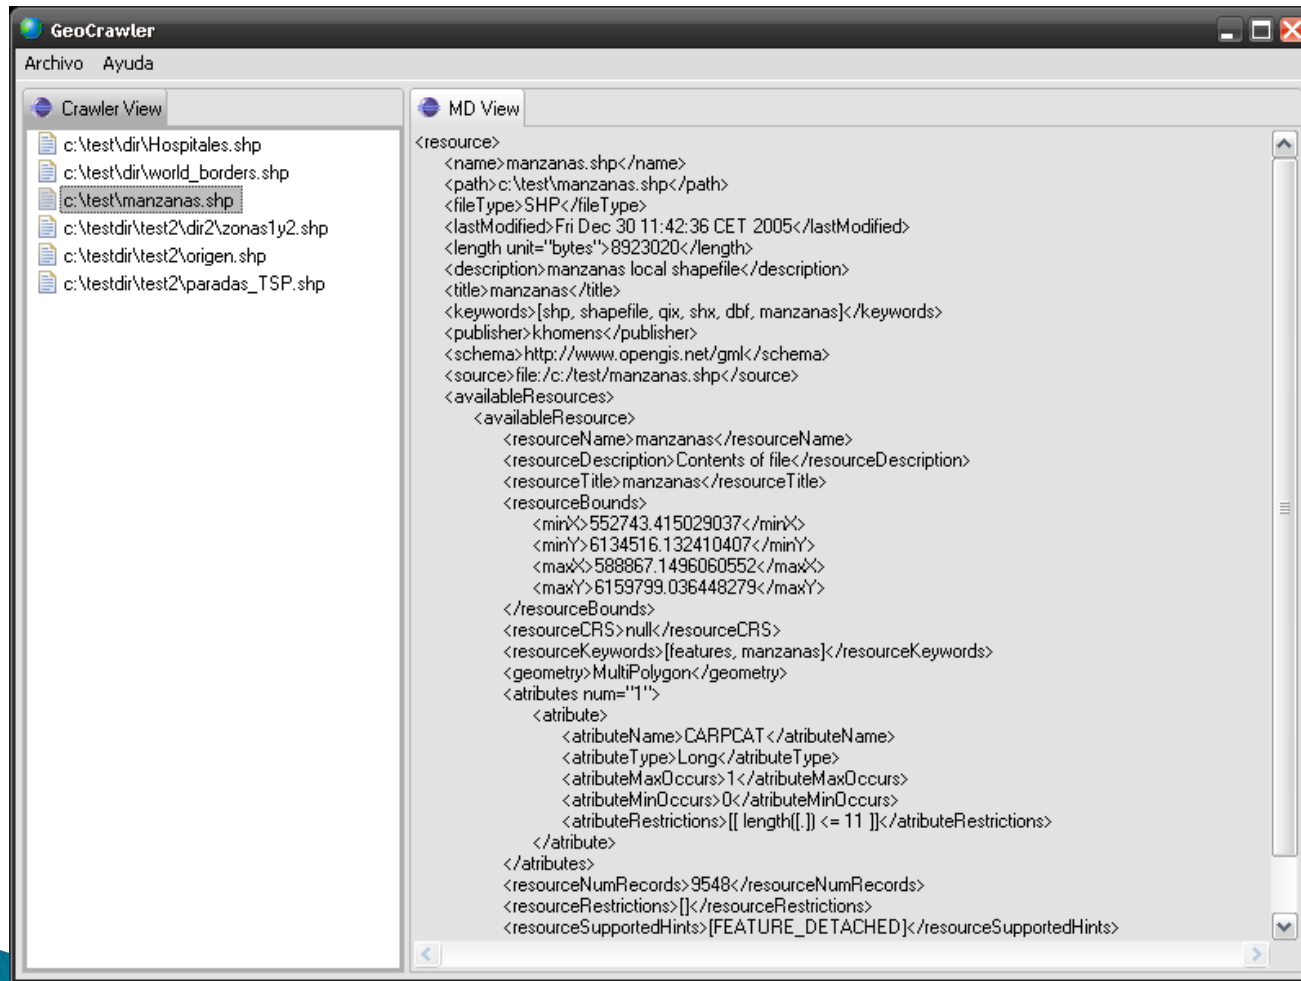 GeoCrawler
Archivo Ayuda
Crawler View
c:\test\dir\Hospitales.shp
c:\test\dir\world_borders.shp
c:\test\manzanas.shp
c:\testdir\test2\dir2\zonas1y2.shp
c:\testdir\test2\origen.shp
c:\testdir\test2\paradas_TSP.shp
MD View
<resource>
<name>manzanas.shp</name>
<path>c:\test\manzanas.shp</path>
<fileType>SHP</fileType>
<lastModified>Fri Dec 30 11:42:36 CET 2005</lastModified>
<length unit="bytes">8923020</length>
<description>manzanas local shapefile</description>
<title>manzanas</title>
<keywords>[shp, shapefile, qix, shx, dbf, manzanas]</keywords>
<publisher>khomens</publisher>
<schema>http://www.opengis.net/gml</schema>
<source>file:/c:/test/manzanas.shp</source>
<availableResources>
<availableResource>
<resourceName>manzanas</resourceName>
<resourceDescription>Contents of file</resourceDescription>
<resourceTitle>manzanas</resourceTitle>
<resourceBounds>
<minX>552743.415029037</minX>
<minY>6134516.132410407</minY>
<maxX>588867.1496060552</maxX>
<maxY>6159799.036448279</maxY>
</resourceBounds>
<resourceCRS>null</resourceCRS>
<resourceKeywords>[features, manzanas]</resourceKeywords>
<geometry>MultiPolygon</geometry>
<atributes num="1">
<atribute>
<atributeName>CARPCAT</atributeName>
<atributeType>Long</atributeType>
<atributeMaxOccurs>1</atributeMaxOccurs>
<atributeMinOccurs>0</atributeMinOccurs>
<atributeRestrictions>[[ length([.]) <= 11 ]]</atributeRestrictions>
</atribute>
</atributes>
<resourceNumRecords>9548</resourceNumRecords>
<resourceRestrictions>[]</resourceRestrictions>
<resourceSupportedHints>[FEATURE_DETACHED]</resourceSupportedHints>